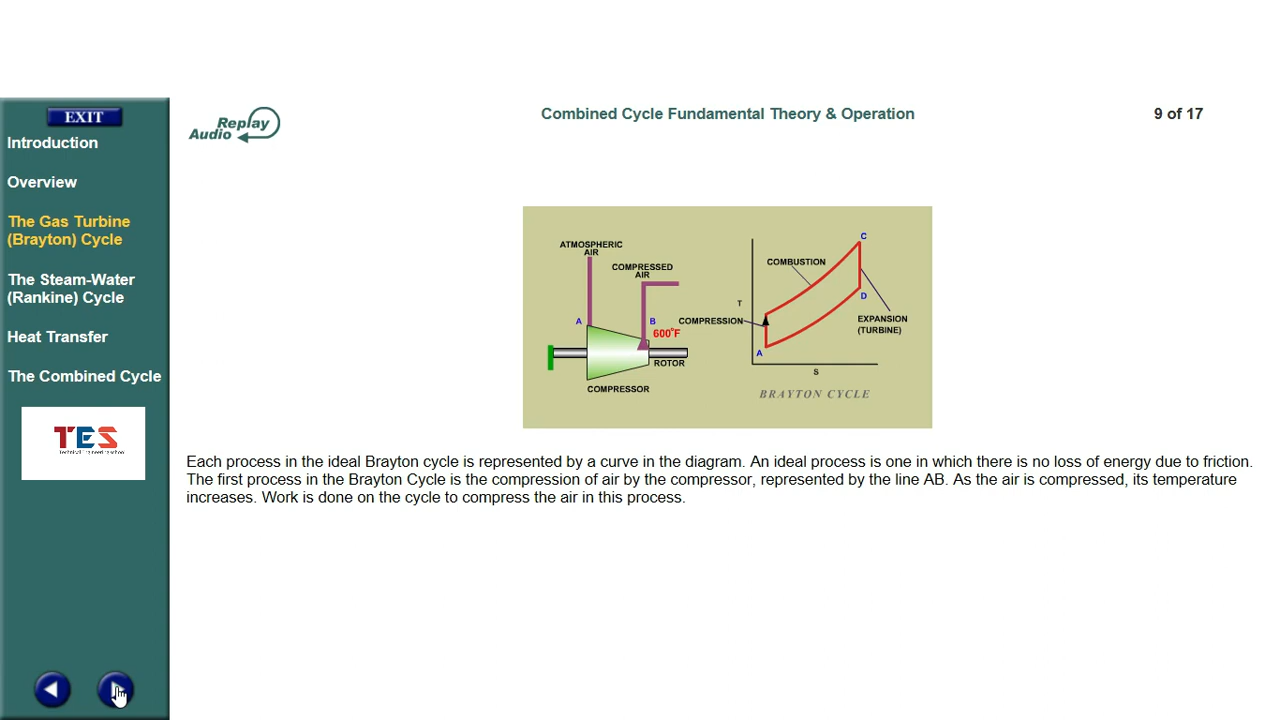 EXIT
Introduction
Overview
The Gas Turbine
(Brayton) Cycle
The Steam-Water
(Rankine) Cycle
Heat Transfer
The Combined Cycle
TES
Replay
Audio
Combined Cycle Fundamental Theory & Operation
9 of 17
ATMOSPHERIC
AIR
COMPRESSED
AIR
A
B
600°F
ROTOR
COMPRESSOR
C
COMBUSTION
T
COMPRESSION
D
EXPANSION
(TURBINE)
A
S
BRAYTON CYCLE
Each process in the ideal Brayton cycle is represented by a curve in the diagram. An ideal process is one in which there is no loss of energy due to friction.
The first process in the Brayton Cycle is the compression of air by the compressor, represented by the line AB. As the air is compressed, its temperature
increases. Work is done on the cycle to compress the air in this process.